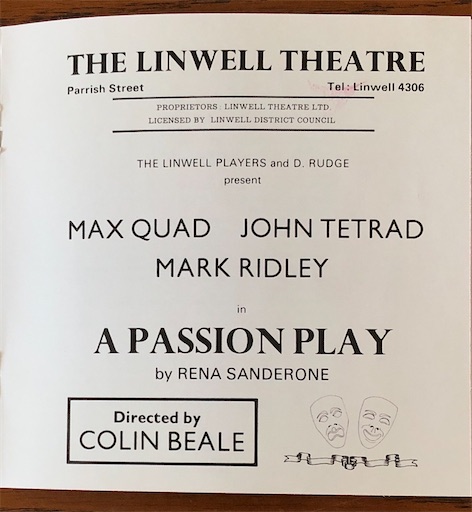 THE LINWELL THEATRE
Parrish Street Tel: Linwell 4306
PROPRIETORS: LINWELL THEATRE LTD.
LICENSED BY LINWELL DISTRICT COUNCIL
THE LINWELL PLAYERS and D. RUDGE
present
MAX QUAD JOHN TETRAD
MARK RIDLEY
in
A PASSION PLAY
by RENA SANDERONE
Directed by
COLIN BEALE